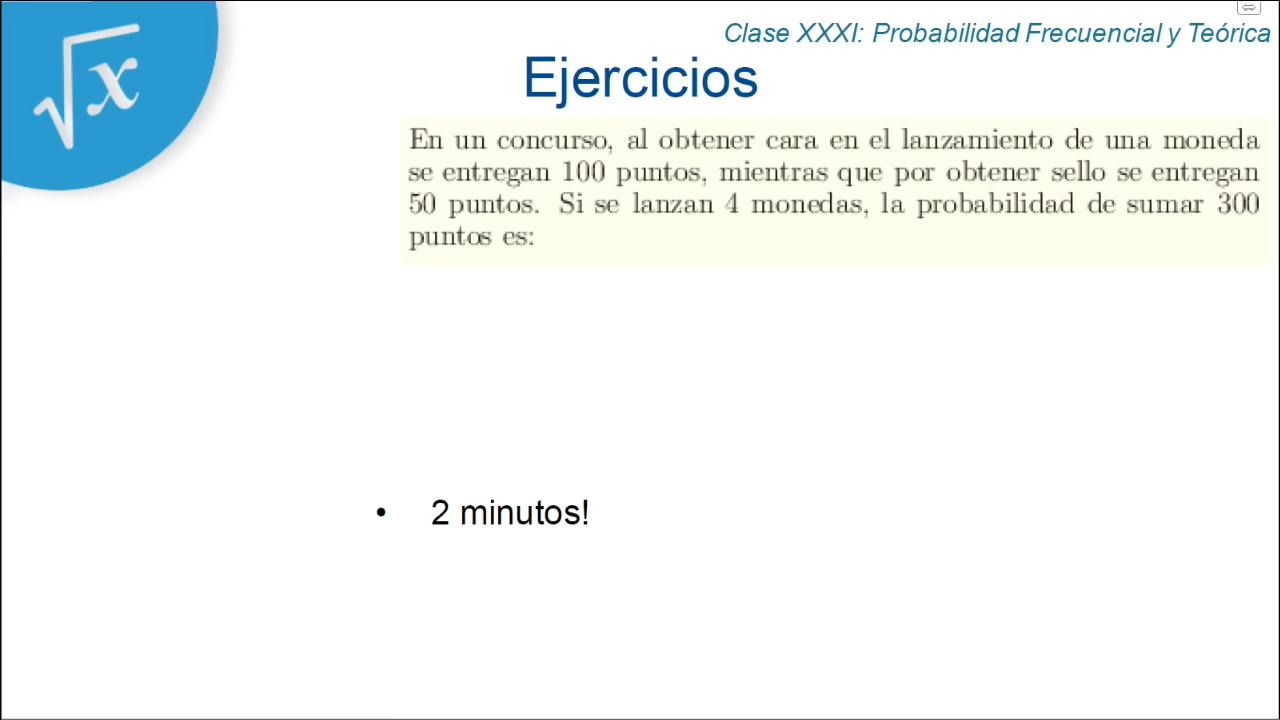 √x
Clase XXXI: Probabilidad Frecuencial y Teórica
Ejercicios
En un concurso, al obtener cara en el lanzamiento de una moneda
se entregan 100 puntos, mientras que por obtener sello se entregan
50 puntos. Si se lanzan 4 monedas, la probabilidad de sumar 300
puntos es:
• 2 minutos!